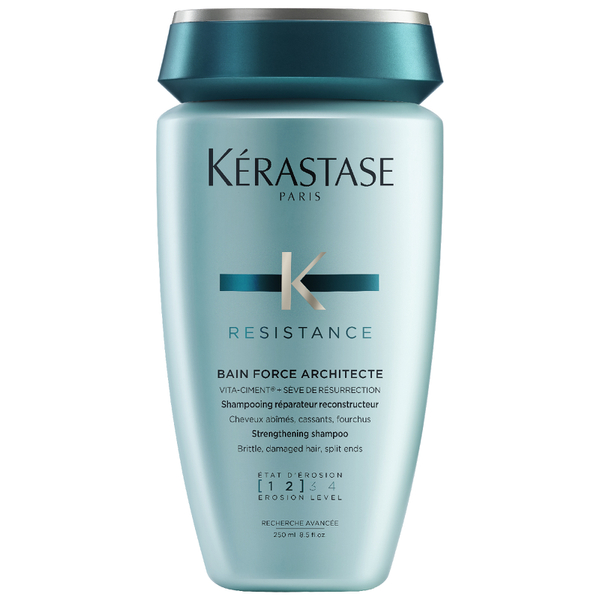 KÉRASTASE
PARIS
K
RESISTANCE
BAIN FORCE ARCHITECTE
VITA-CIMENT® + SÈVE DE RÉSURRECTION
Shampooing réparateur reconstructeur
Cheveux abîmés, cassants, fourchus
Strengthening shampoo
Brittle, damaged hair, split ends
ETAT D'ÉROSION
[1 2] 3 4
EROSION LEVEL
RECHERCHE AVANCÉE
250 ml 8.5 fl.oz